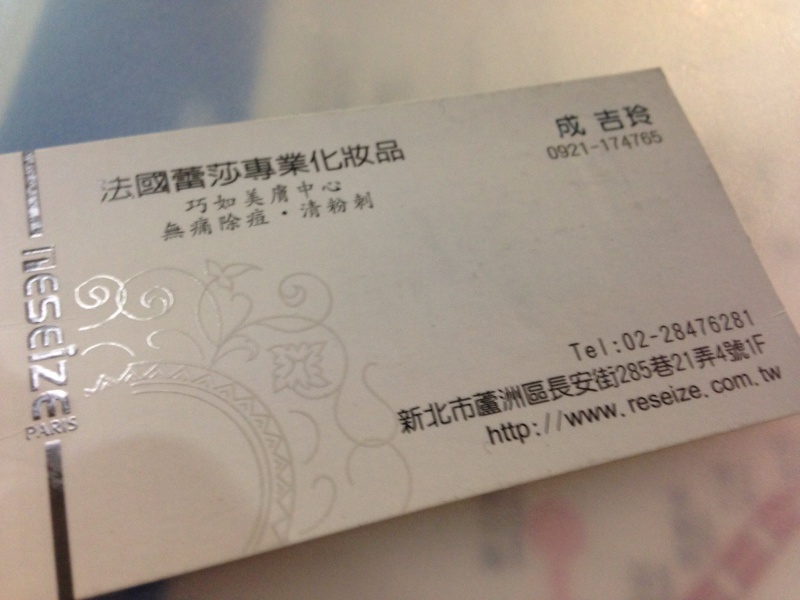 成 吉玲
0921-174765
法國蕾莎專業化妝品
巧如美膚中心
無痛除痘・清粉刺
neseize
PARIS
Tel:02-28476281
新北市蘆洲區長安街285巷21弄4號1F
http://www.reseize.com.tw